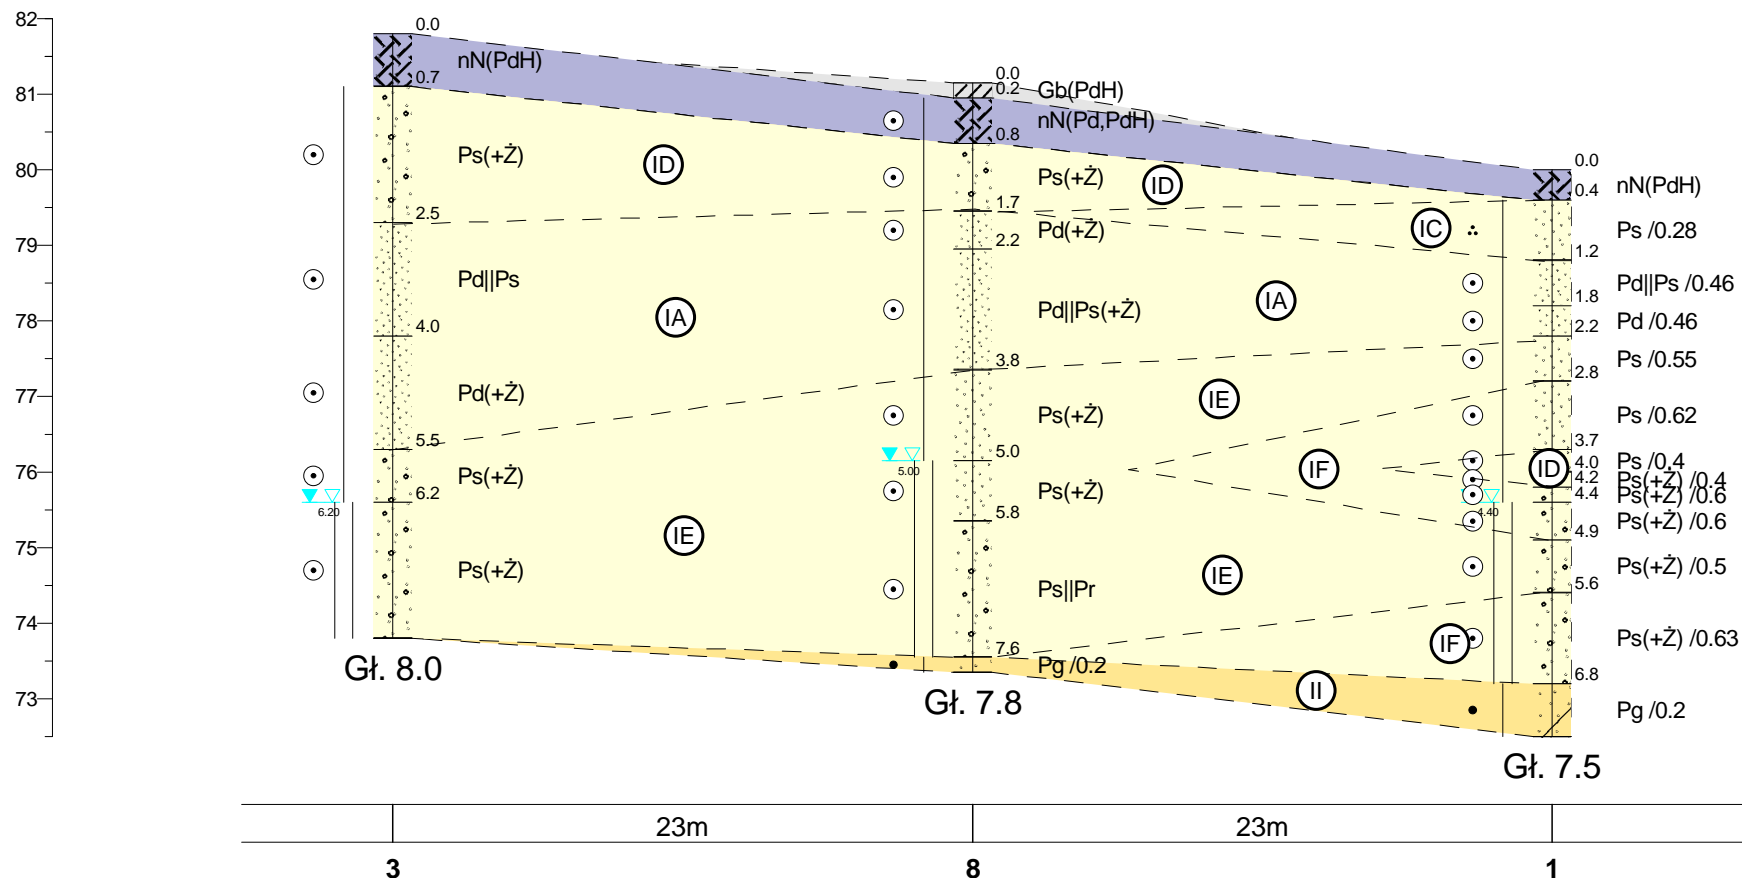 82
81
80
79
78
77
76
75
74
73
0.0
nN(PdH)
0.7
Ps(+Ż)
2.5
Pd||Ps
4.0
Pd(+Ż)
5.5
Ps(+Ż)
6.2
6.20
Ps(+Ż)
Gł. 8.0
ID
IA
IE
0.0
0.2
Gb(PdH)
nN(Pd,PdH)
0.8
Ps(+Ż)
1.7
Pd(+Ż)
2.2
Pd||Ps(+Ż)
3.8
Ps(+Ż)
5.0
5.00
Ps(+Ż)
5.8
Ps||Pr
7.6
Pg /0.2
Gł. 7.8
ID
IC
IA
IE
IF
ID
IE
IF
II
0.0
0.4
nN(PdH)
Ps /0.28
1.2
Pd||Ps /0.46
1.8
Pd /0.46
2.2
Ps /0.55
2.8
Ps /0.62
3.7
Ps /0.4
4.0
Ps(+Ż) /0.4
4.2
Ps(+Ż) /0.6
4.4
4.40
Ps(+Ż) /0.6
4.9
Ps(+Ż) /0.5
5.6
Ps(+Ż) /0.63
6.8
Pg /0.2
Gł. 7.5
23m
23m
3
8
1